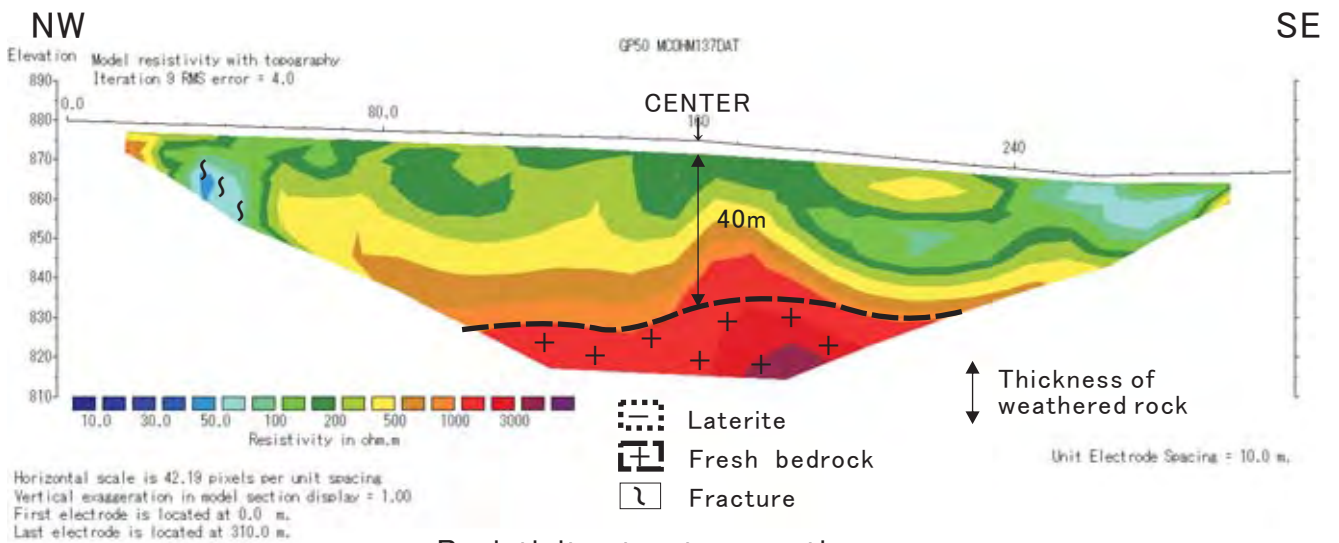 NW
SE
Elevation
Model resistivity with topography
Iteration 9 RMS error = 4.0
GP50 MCOHM137DAT
890
880
870
860
850
840
830
820
810
0.0
80.0
CENTER
160
240
40m
10.0 30.0 50.0 100 200 500 1000 3000
Resistivity in ohm.m
Laterite
Fresh bedrock
Fracture
Thickness of
weathered rock
Unit Electrode Spacing = 10.0 m.
Horizontal scale is 42.19 pixels per unit spacing
Vertical exaggeration in model section display = 1.00
First electrode is located at 0.0 m.
Last electrode is located at 310.0 m.